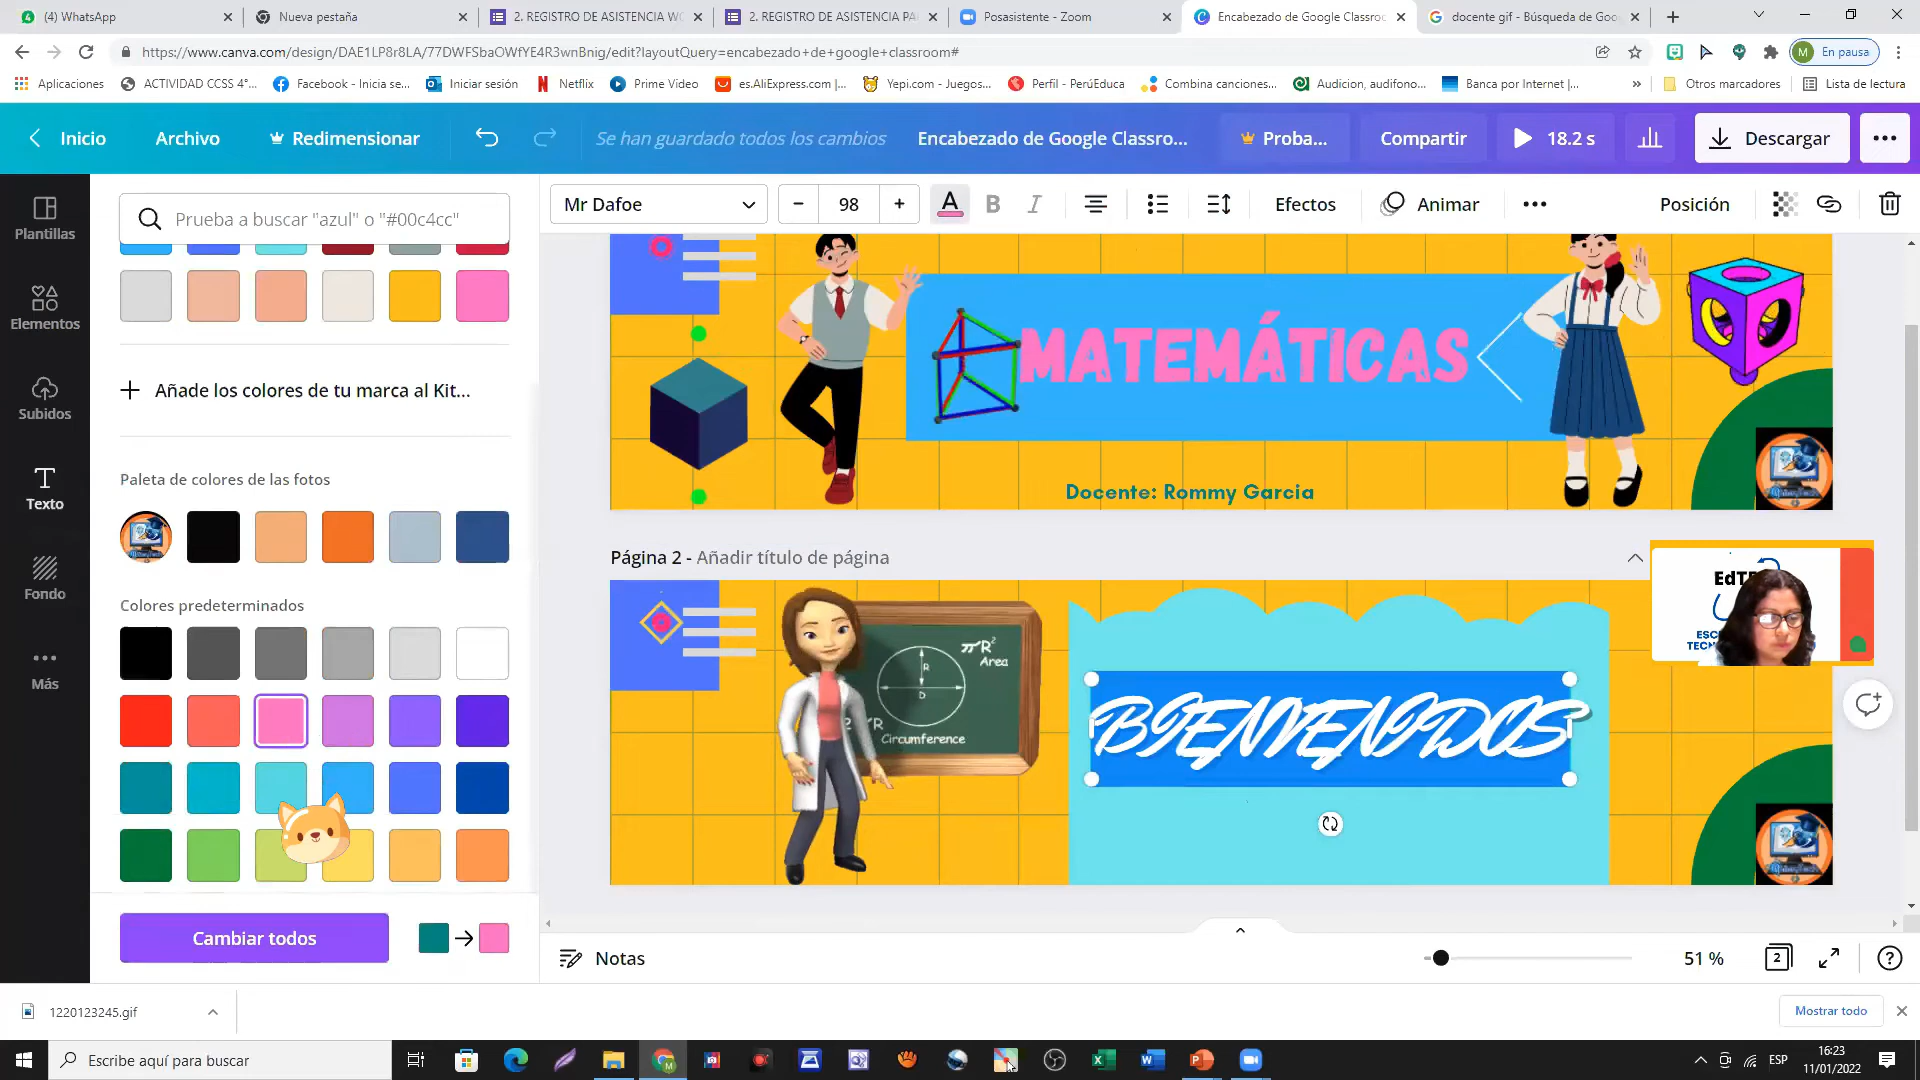 (4) WhatsApp
Nueva pestaña
2. REGISTRO DE ASISTENCIA WO
2. REGISTRO DE ASISTENCIA PA
Posasistente - Zoom
Encabezado de Google Classroo
docente gif - Búsqueda de Goo
https://www.canva.com/design/DAE1LP8r8LA/77DWFSbaOWfYE4R3wnBnig/edit?layoutQuery=encabezado+de+google+classroom#
M En pausa
Aplicaciones
ACTIVIDAD CCSS 4°...
Facebook - Inicia se...
Iniciar sesión
Netflix
Prime Video
es.AliExpress.com |...
Yepi.com - Juegos...
Perfil - PerúEduca
Combina canciones...
Audicion, audifono...
Banca por Internet |...
Otros marcadores
Lista de lectura
Inicio
Archivo
Redimensionar
Se han guardado todos los cambios
Encabezado de Google Classro...
Proba...
Compartir
18.2 s
Descargar
Prueba a buscar "azul" o "#00c4cc"
Mr Dafoe
98
Efectos
Animar
Posición
Plantillas
Elementos
Subidos
Texto
Fondo
Más
Añade los colores de tu marca al Kit...
Paleta de colores de las fotos
Colores predeterminados
Cambiar todos
MATEMÁTICAS
Docente: Rommy Garcia
Página 2 - Añadir título de página
πR²
Area
R
D
Circumference
BIENVENIDOS
Notas
51 %
2
1220123245.gif
Mostrar todo
Escribe aquí para buscar
ESP
16:23
11/01/2022